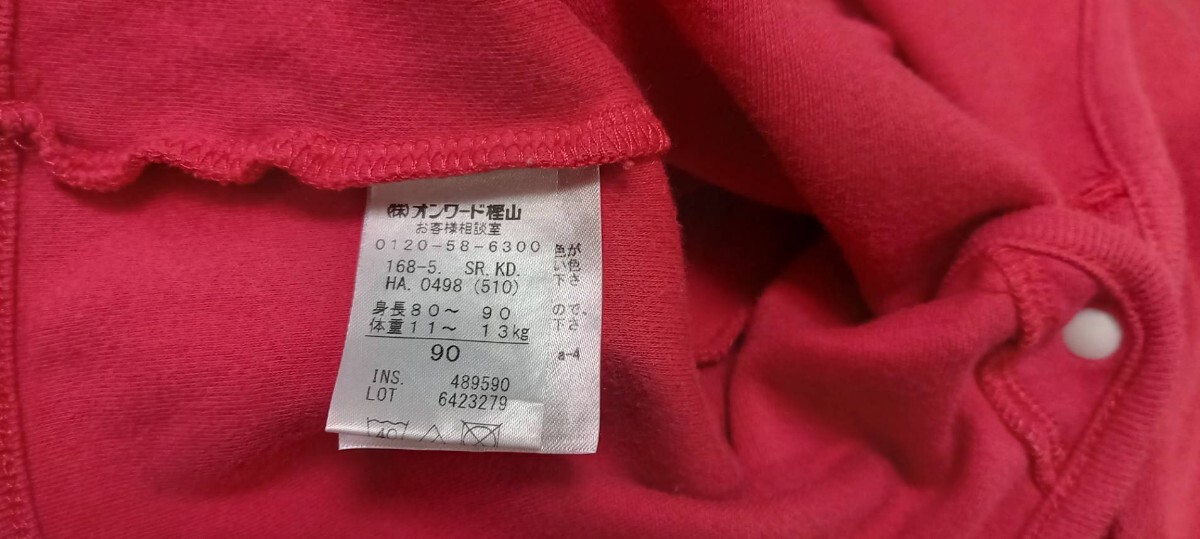 (株)オンワード樫山
お客様相談室
0120-58-6300
168-5. SR.KD.
HA. 0498 (510)
身長80〜 90
体重11〜 13kg
90
INS. 489590
LOT 6423279
40
が
色さ
で、
さ
色
い
下
の
下
a-4